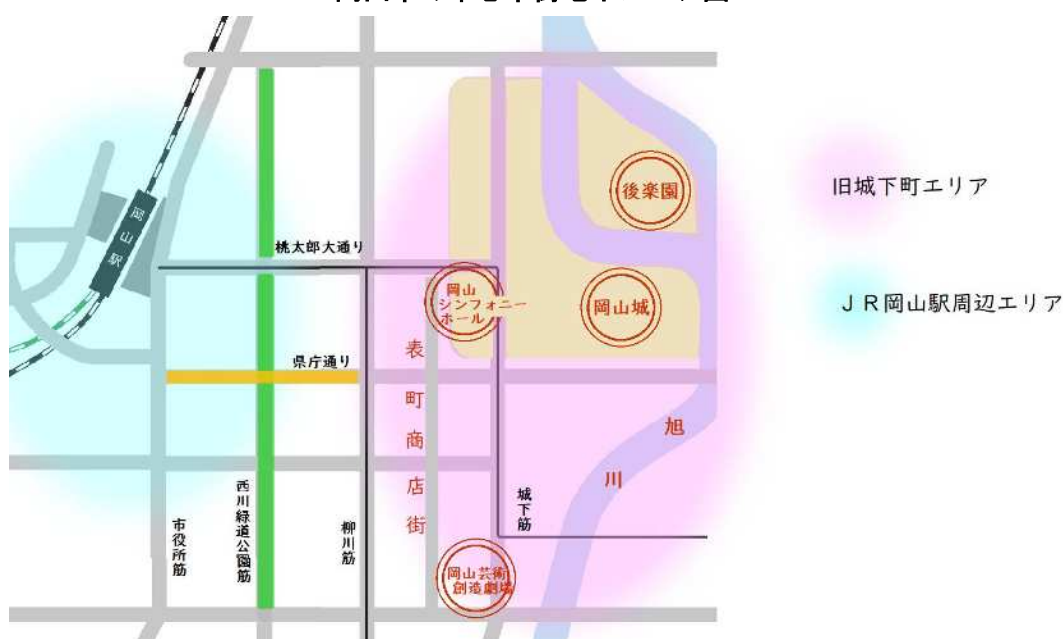 後楽園
旧城下町エリア
岡山駅
桃太郎大通り
岡山
シンフォニー
ホール
岡山城
ＪＲ岡山駅周辺エリア
県庁通り
表町商店街
旭川
西川緑道公園筋
城下筋
市役所筋
柳川筋
岡山芸術
創造劇場